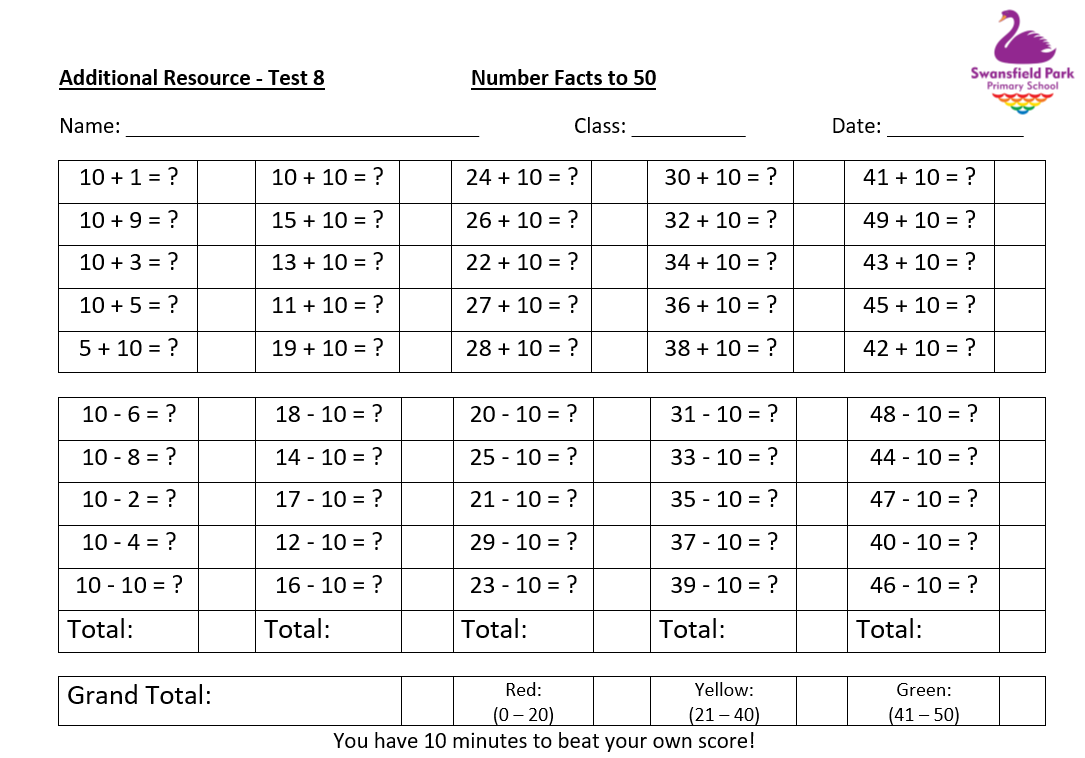 Swansfield Park
Primary School
Additional Resource - Test 8 Number Facts to 50
Name: ________________________________ Class: __________ Date: ____________
10 + 1 = ? 10 + 10 = ? 24 + 10 = ? 30 + 10 = ? 41 + 10 = ?
10 + 9 = ? 15 + 10 = ? 26 + 10 = ? 32 + 10 = ? 49 + 10 = ?
10 + 3 = ? 13 + 10 = ? 22 + 10 = ? 34 + 10 = ? 43 + 10 = ?
10 + 5 = ? 11 + 10 = ? 27 + 10 = ? 36 + 10 = ? 45 + 10 = ?
5 + 10 = ? 19 + 10 = ? 28 + 10 = ? 38 + 10 = ? 42 + 10 = ?
10 - 6 = ? 18 - 10 = ? 20 - 10 = ? 31 - 10 = ? 48 - 10 = ?
10 - 8 = ? 14 - 10 = ? 25 - 10 = ? 33 - 10 = ? 44 - 10 = ?
10 - 2 = ? 17 - 10 = ? 21 - 10 = ? 35 - 10 = ? 47 - 10 = ?
10 - 4 = ? 12 - 10 = ? 29 - 10 = ? 37 - 10 = ? 40 - 10 = ?
10 - 10 = ? 16 - 10 = ? 23 - 10 = ? 39 - 10 = ? 46 - 10 = ?
Total: Total: Total: Total: Total:
Grand Total: Red: Yellow: Green:
(0 – 20) (21 – 40) (41 – 50)
You have 10 minutes to beat your own score!